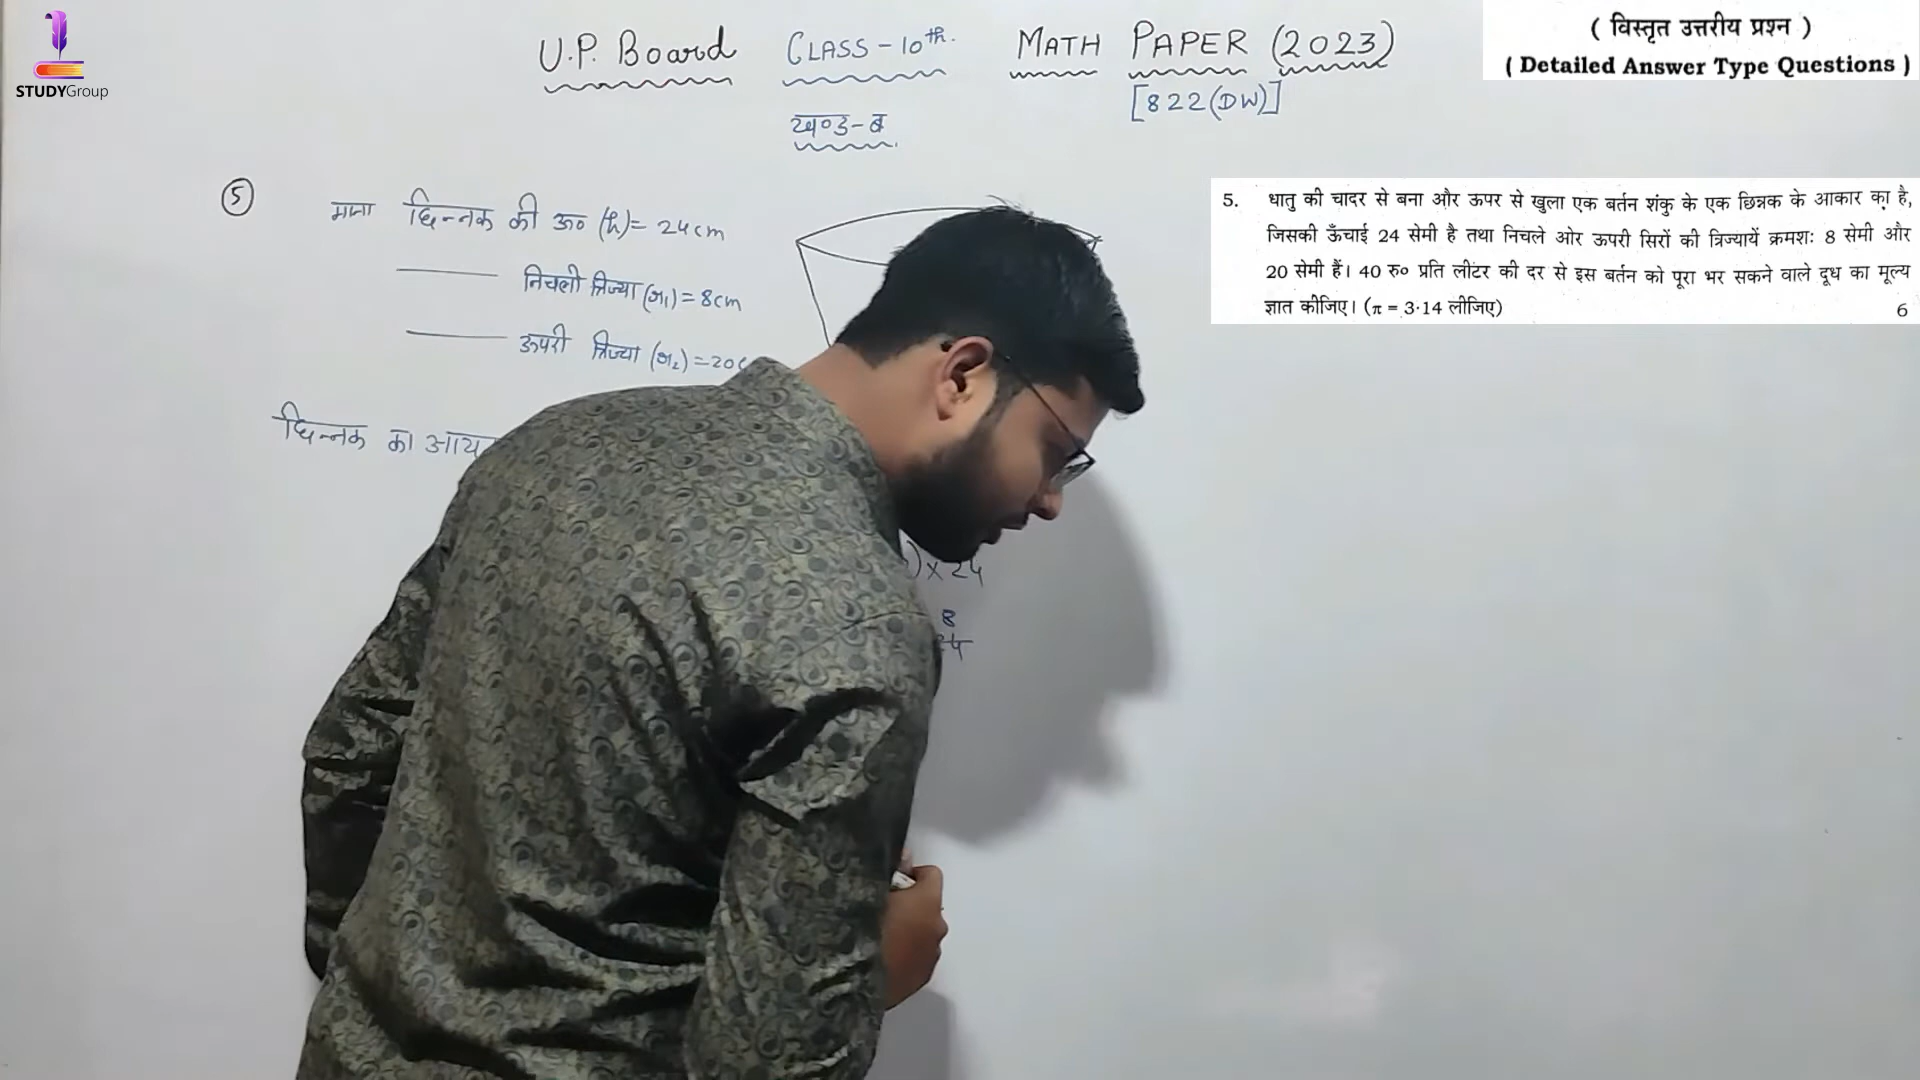 STUDYGroup
U.P. Board CLASS-10th. MATH PAPER (2023)
[822(DW)]
खण्ड-ब
( विस्तृत उत्तरीय प्रश्न )
( Detailed Answer Type Questions )
5
माना छिन्नक की ऊ० (h)= 24cm
निचली त्रिज्या (r₁)=8cm
ऊपरी त्रिज्या (r₂)=20c
छिन्नक का आय
)×24
8
5. धातु की चादर से बना और ऊपर से खुला एक बर्तन शंकु के एक छिन्नक के आकार का है,
जिसकी ऊँचाई 24 सेमी है तथा निचले ओर ऊपरी सिरों की त्रिज्यायें क्रमशः 8 सेमी और
20 सेमी हैं। 40 रु० प्रति लीटर की दर से इस बर्तन को पूरा भर सकने वाले दूध का मूल्य
ज्ञात कीजिए। (π = 3·14 लीजिए) 6